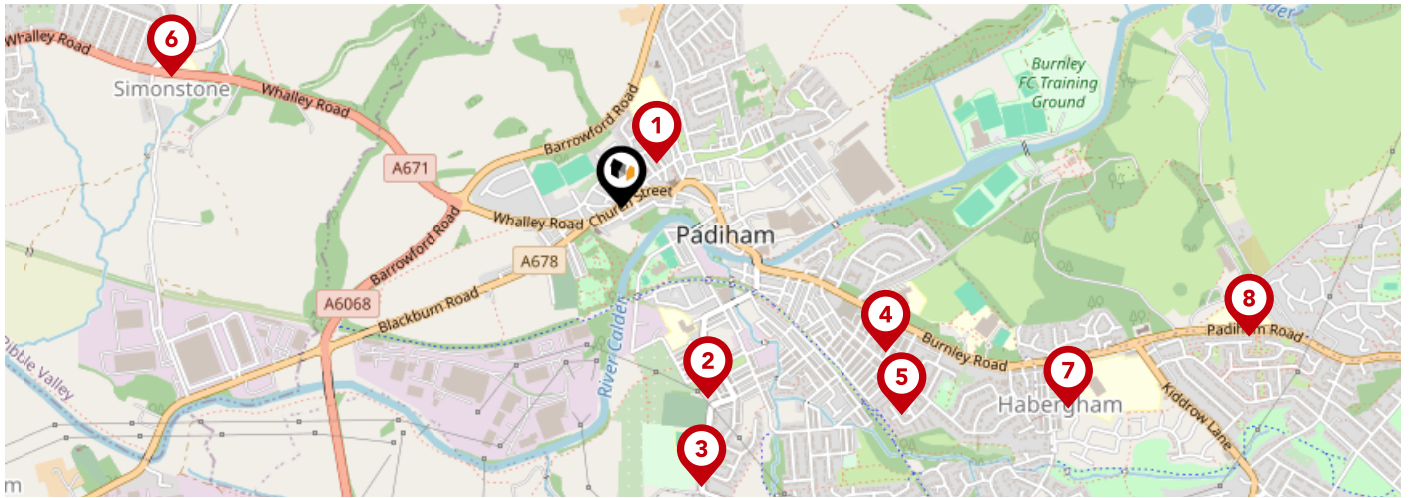 Whalley Road
6
Simonstone
Whalley Road
A671
Barrowford Road
1
Burnley
FC Training
Ground
Calder
Church Street
Whalley Road
Padiham
A678
Barrowford Road
A6068
Blackburn Road
River Calder
Ribble Valley
2
3
4
5
Burnley Road
7
Habergham
8
Padiham Road
Kiddrow Lane
m